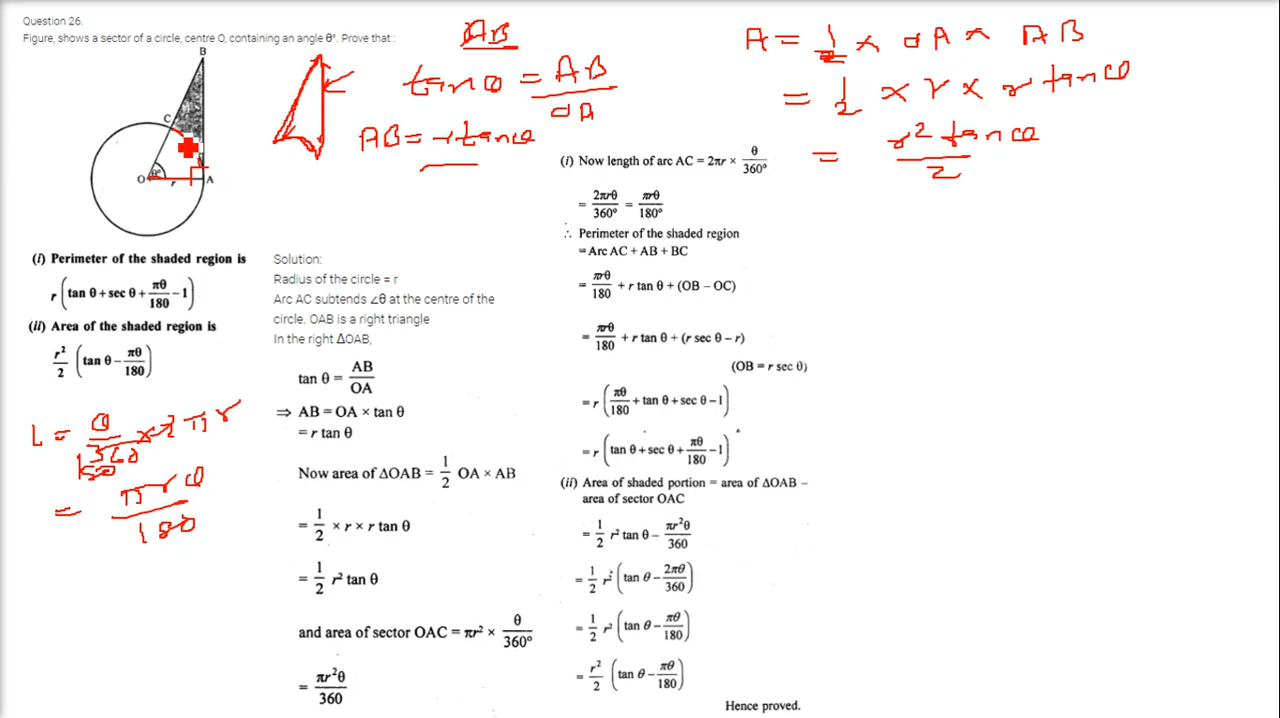 Question 26.
Figure, shows a sector of a circle, centre O, containing an angle θ°. Prove that :
B
C
O
θ°
r
A
(i) Perimeter of the shaded region is
r(tan θ + sec θ + πθ/180 − 1)
(ii) Area of the shaded region is
r²/2 (tan θ − πθ/180)
L = θ/360 × 2πr
180
= πrθ/180
AB
tan θ = AB/OA
AB = r tan θ
A = 1/2 × OA × AB
= 1/2 × r × r tan θ
= r² tan θ/2
Solution:
Radius of the circle = r
Arc AC subtends ∠θ at the centre of the
circle. OAB is a right triangle
In the right ΔOAB,
tan θ = AB/OA
⇒ AB = OA × tan θ
= r tan θ
Now area of ΔOAB = 1/2 OA × AB
= 1/2 × r × r tan θ
= 1/2 r² tan θ
and area of sector OAC = πr² × θ/360°
= πr²θ/360
(i) Now length of arc AC = 2πr × θ/360°
= 2πrθ/360° = πrθ/180°
∴ Perimeter of the shaded region
= Arc AC + AB + BC
= πrθ/180 + r tan θ + (OB − OC)
= πrθ/180 + r tan θ + (r sec θ − r)
(OB = r sec θ)
= r(πθ/180 + tan θ + sec θ − 1)
= r(tan θ + sec θ + πθ/180 − 1)
(ii) Area of shaded portion = area of ΔOAB −
area of sector OAC
= 1/2 r² tan θ − πr²θ/360
= 1/2 r² (tan θ − 2πθ/360)
= 1/2 r² (tan θ − πθ/180)
= r²/2 (tan θ − πθ/180)
Hence proved.